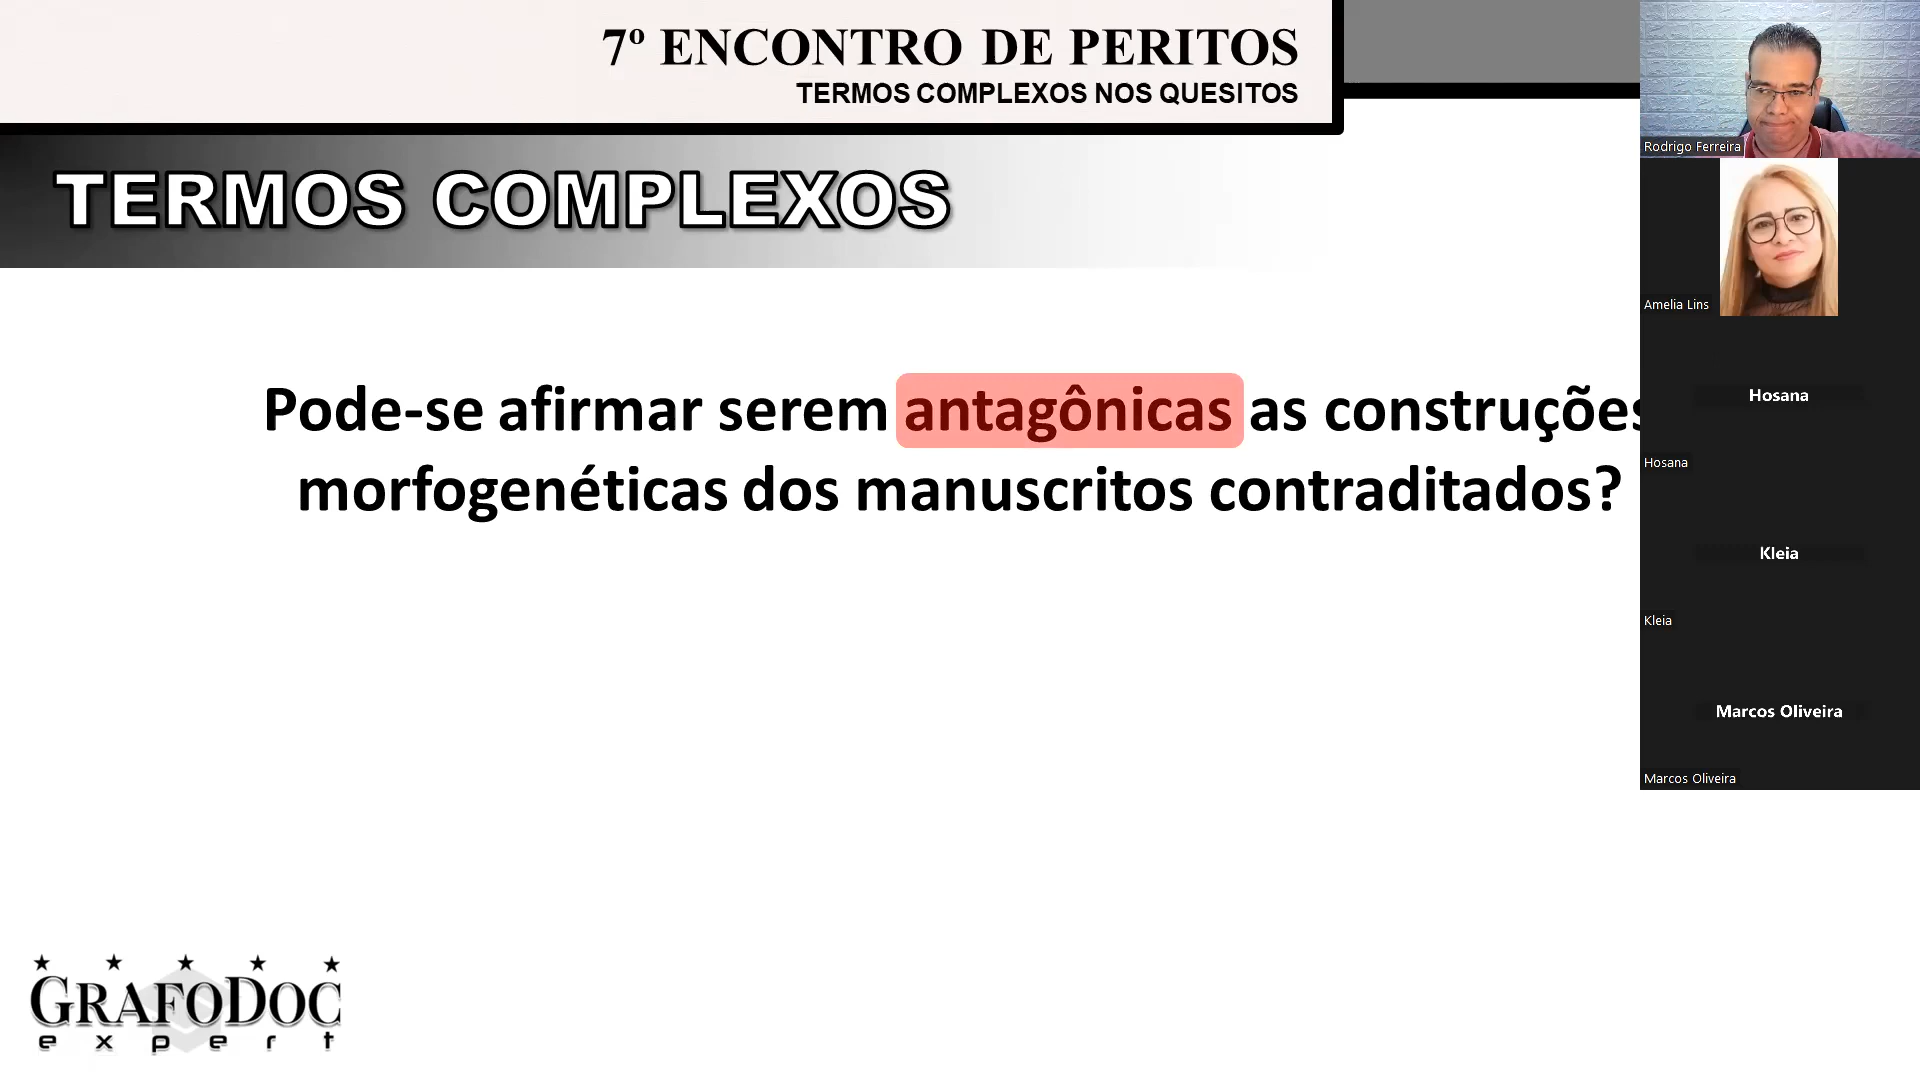 7º ENCONTRO DE PERITOS
TERMOS COMPLEXOS NOS QUESITOS
TERMOS COMPLEXOS
Pode-se afirmar serem antagônicas as construções
morfogenéticas dos manuscritos contraditados?
GRAFODOC
expert
Rodrigo Ferreira
Amelia Lins
Hosana
Hosana
Kleia
Kleia
Marcos Oliveira
Marcos Oliveira